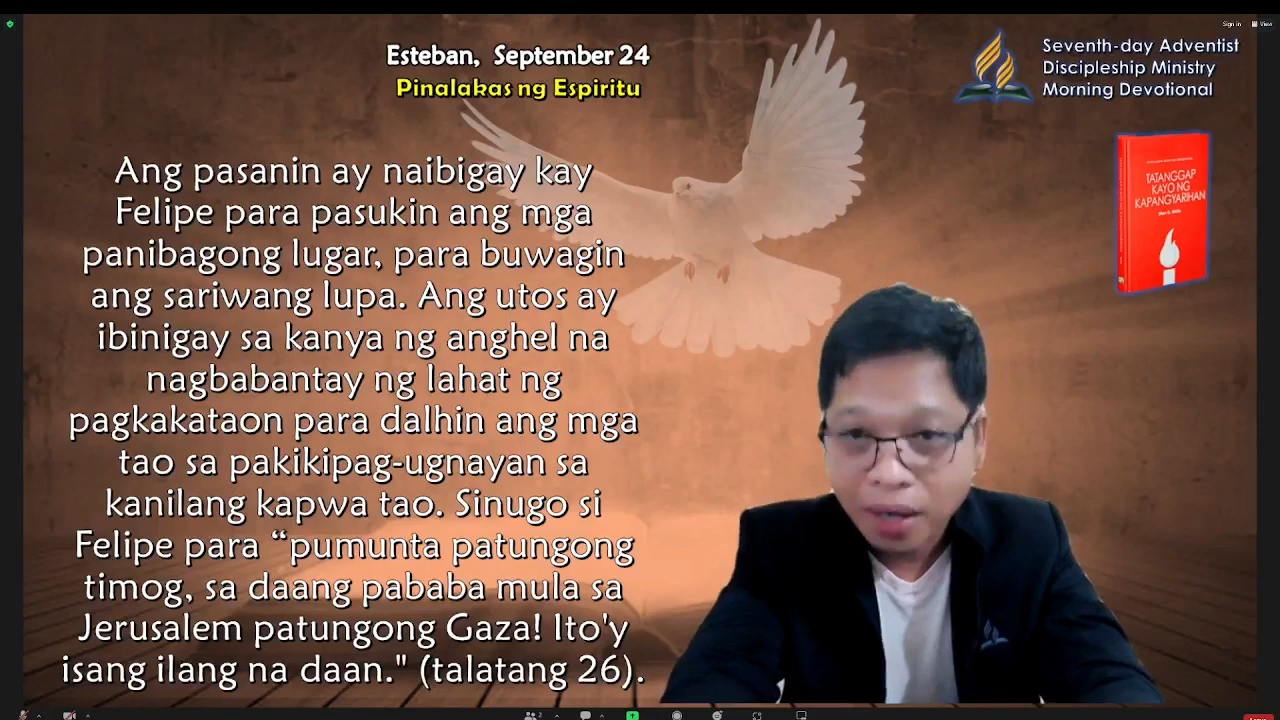 Sign in
View
Esteban, September 24
Pinalakas ng Espiritu
Seventh-day Adventist
Discipleship Ministry
Morning Devotional
TATANGGAP
KAYO NG
KAPANGYARIHAN
Ang pasanin ay naibigay kay
Felipe para pasukin ang mga
panibagong lugar, para buwagin
ang sariwang lupa. Ang utos ay
ibinigay sa kanya ng anghel na
nagbabantay ng lahat ng
pagkakataon para dalhin ang mga
tao sa pakikipag-ugnayan sa
kanilang kapwa tao. Sinugo si
Felipe para “pumunta patungong
timog, sa daang pababa mula sa
Jerusalem patungong Gaza! Ito'y
isang ilang na daan." (talatang 26).